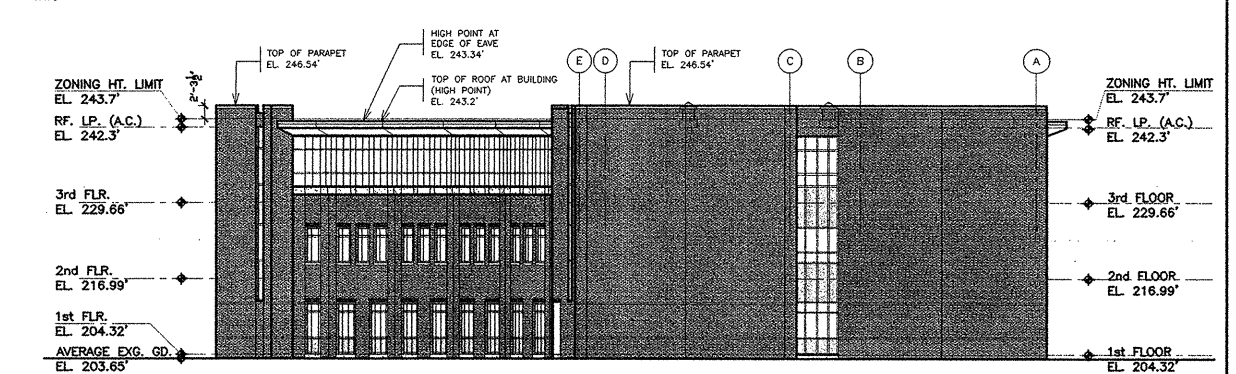 HIGH POINT AT
EDGE OF EAVE
EL. 243.34'
TOP OF PARAPET
EL. 246.54'
TOP OF ROOF AT BUILDING
(HIGH POINT)
EL. 243.2'
TOP OF PARAPET
EL. 246.54'
E
D
C
B
A
2'-3½"
ZONING HT. LIMIT
EL. 243.7'
RF. LP. (A.C.)
EL. 242.3'
3rd FLR.
EL. 229.66'
2nd FLR.
EL. 216.99'
1st FLR.
EL. 204.32'
AVERAGE EXG. GD.
EL. 203.65'
ZONING HT. LIMIT
EL. 243.7'
RF. LP. (A.C.)
EL. 242.3'
3rd FLOOR
EL. 229.66'
2nd FLOOR
EL. 216.99'
1st FLOOR
EL. 204.32'